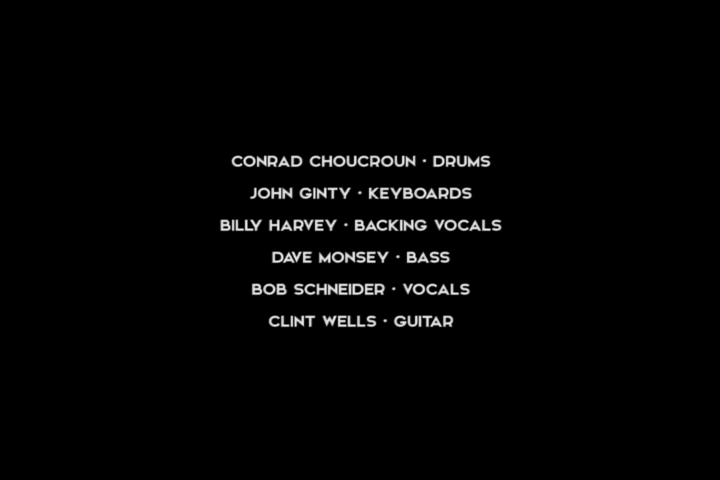 CONRAD CHOUCROUN · DRUMS
JOHN GINTY · KEYBOARDS
BILLY HARVEY · BACKING VOCALS
DAVE MONSEY · BASS
BOB SCHNEIDER · VOCALS
CLINT WELLS · GUITAR